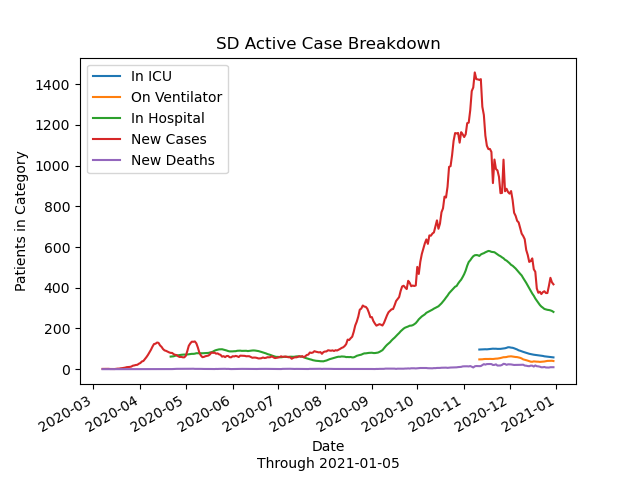 SD Active Case Breakdown
In ICU
On Ventilator
In Hospital
New Cases
New Deaths
Patients in Category
1400
1200
1000
800
600
400
200
0
2020-03
2020-04
2020-05
2020-06
2020-07
2020-08
2020-09
2020-10
2020-11
2020-12
2021-01
Date
Through 2021-01-05